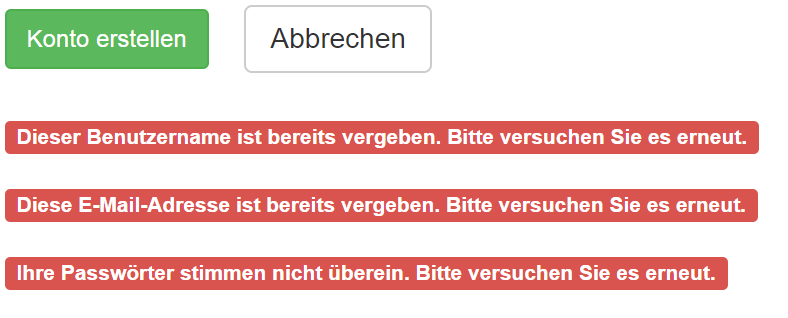 Konto erstellen Abbrechen
Dieser Benutzername ist bereits vergeben. Bitte versuchen Sie es erneut.
Diese E-Mail-Adresse ist bereits vergeben. Bitte versuchen Sie es erneut.
Ihre Passwörter stimmen nicht überein. Bitte versuchen Sie es erneut.